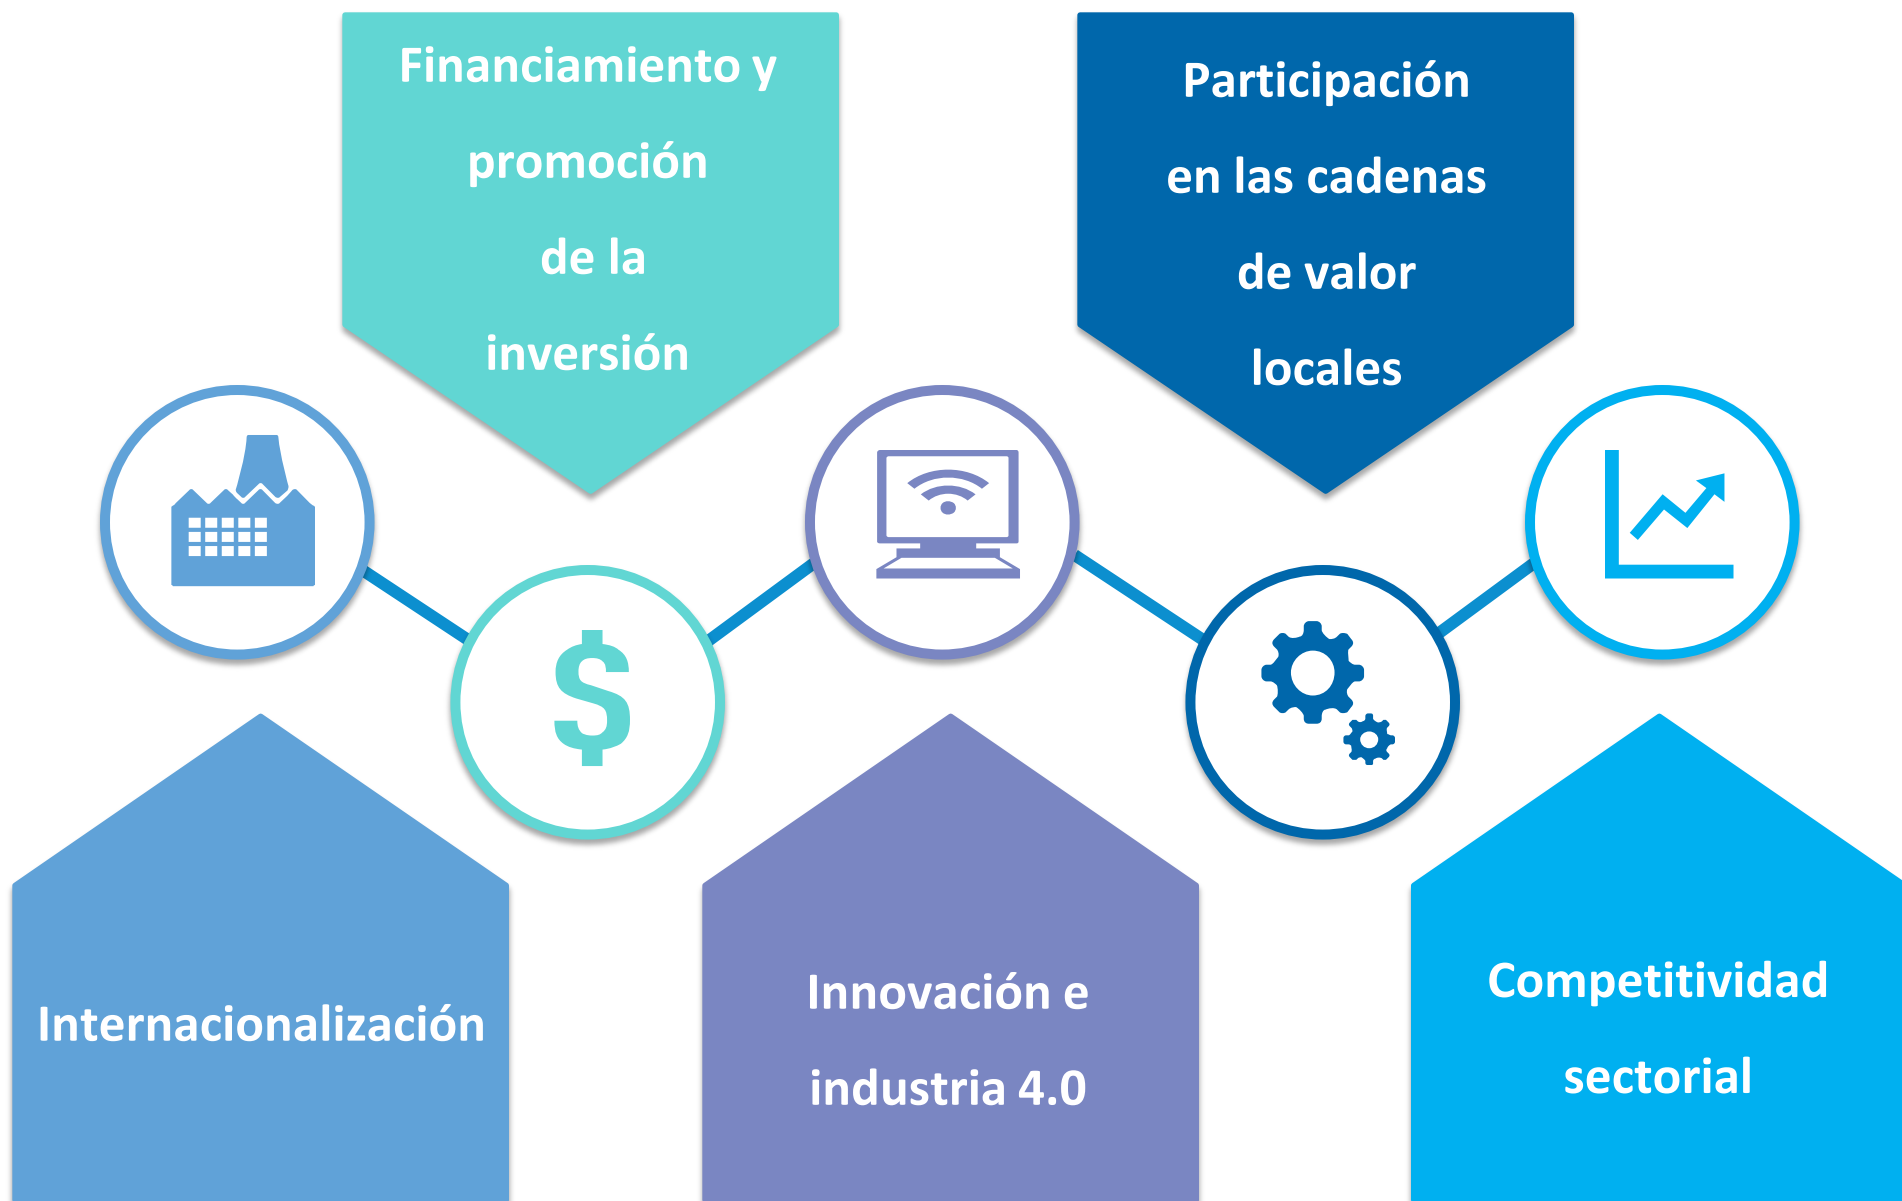 Financiamiento y
promoción
de la
inversión
Participación
en las cadenas
de valor
locales
$
Internacionalización
Innovación e
industria 4.0
Competitividad
sectorial